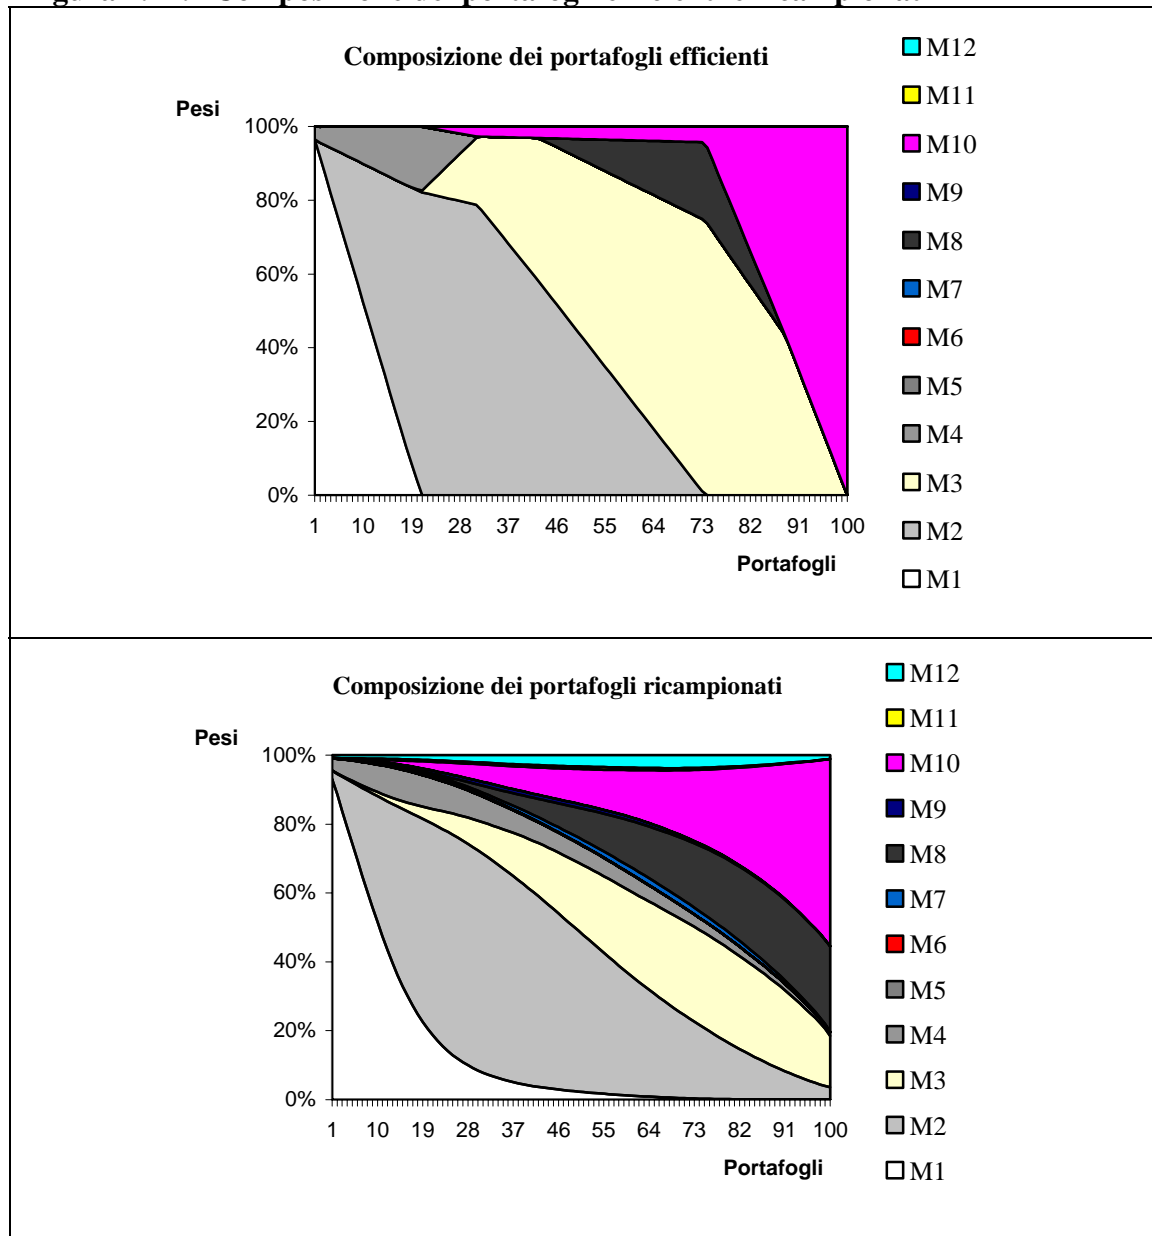 Composizione dei portafogli efficienti
Pesi
100%
80%
60%
40%
20%
0%
1 10 19 28 37 46 55 64 73 82 91 100
Portafogli
M12
M11
M10
M9
M8
M7
M6
M5
M4
M3
M2
M1
Composizione dei portafogli ricampionati
Pesi
100%
80%
60%
40%
20%
0%
1 10 19 28 37 46 55 64 73 82 91 100
Portafogli
M12
M11
M10
M9
M8
M7
M6
M5
M4
M3
M2
M1